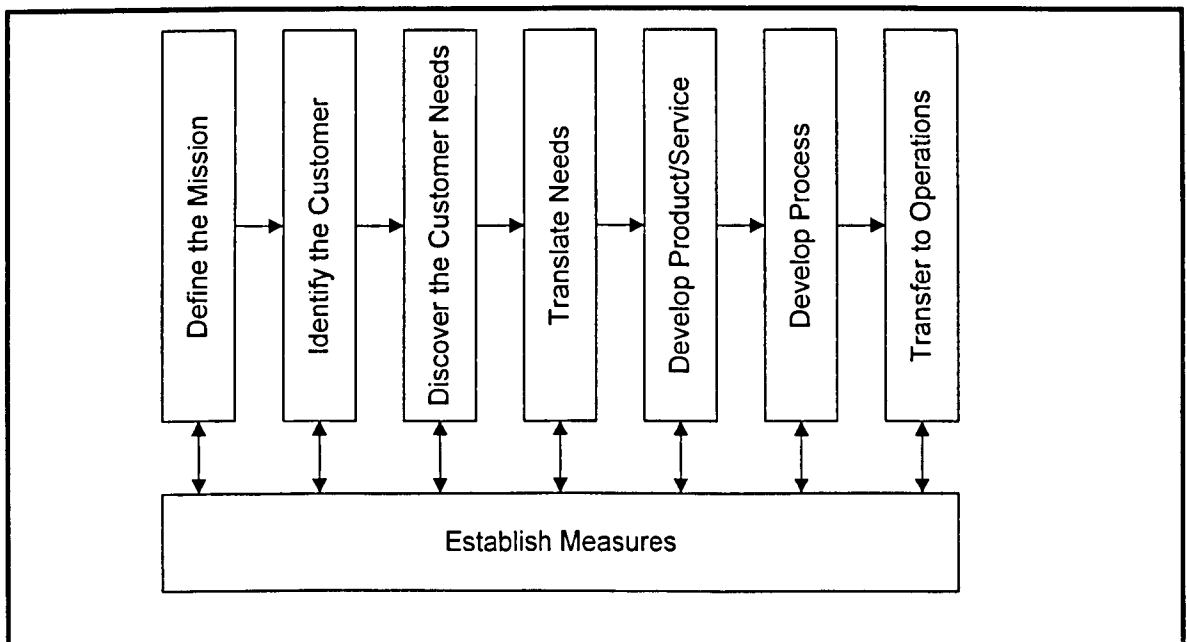 Define the Mission
Identify the Customer
Discover the Customer Needs
Translate Needs
Develop Product/Service
Develop Process
Transfer to Operations
Establish Measures